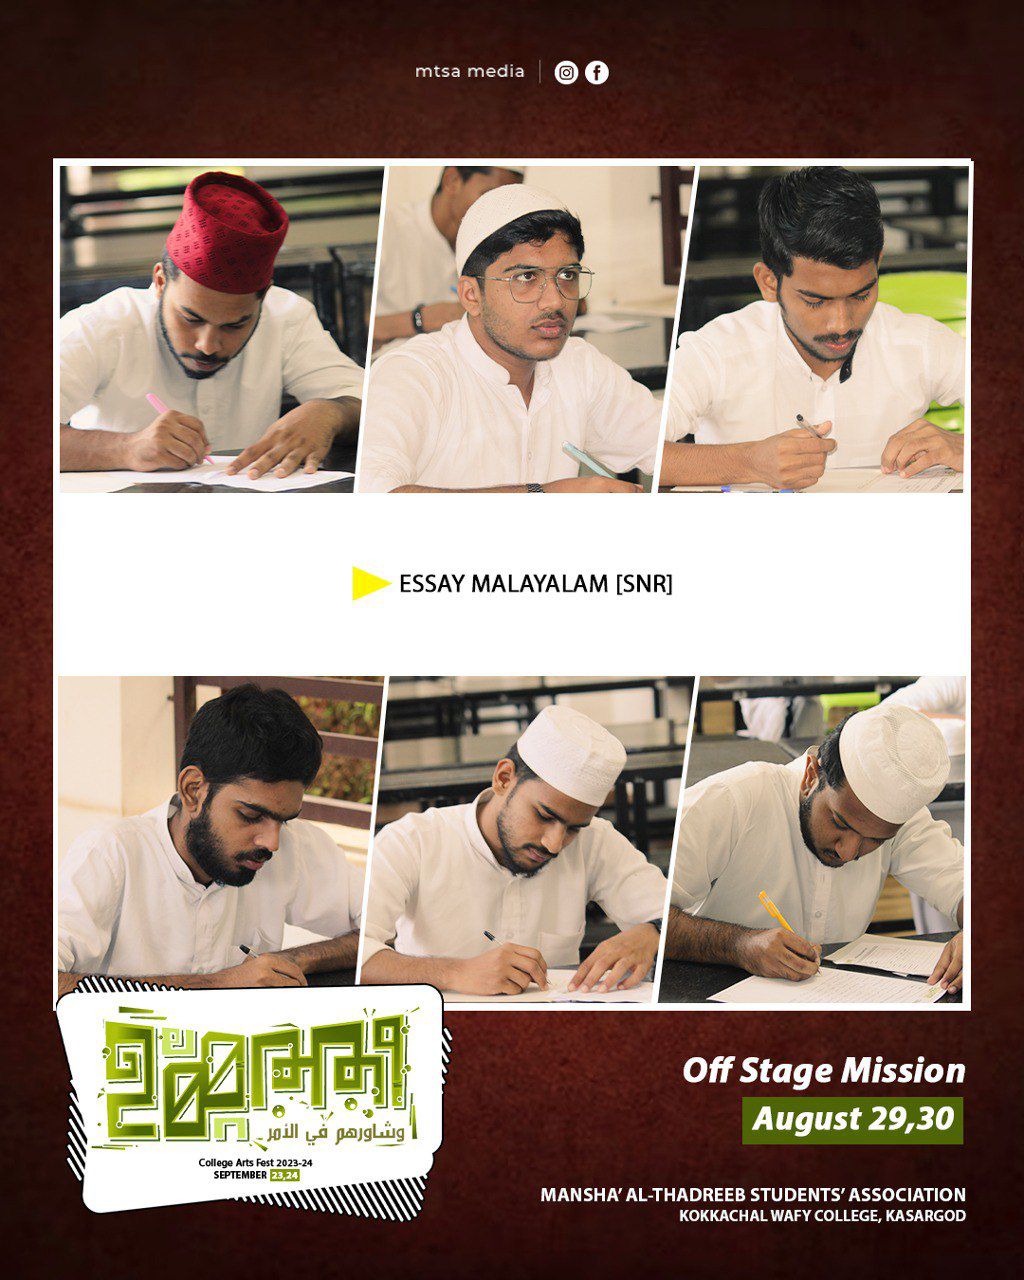 mtsa media
ESSAY MALAYALAM [SNR]
وشاورهم في الأمر
College Arts Fest 2023-24
SEPTEMBER 23,24
Off Stage Mission
August 29,30
MANSHA’ AL-THADREEB STUDENTS’ ASSOCIATION
KOKKACHAL WAFY COLLEGE, KASARGOD